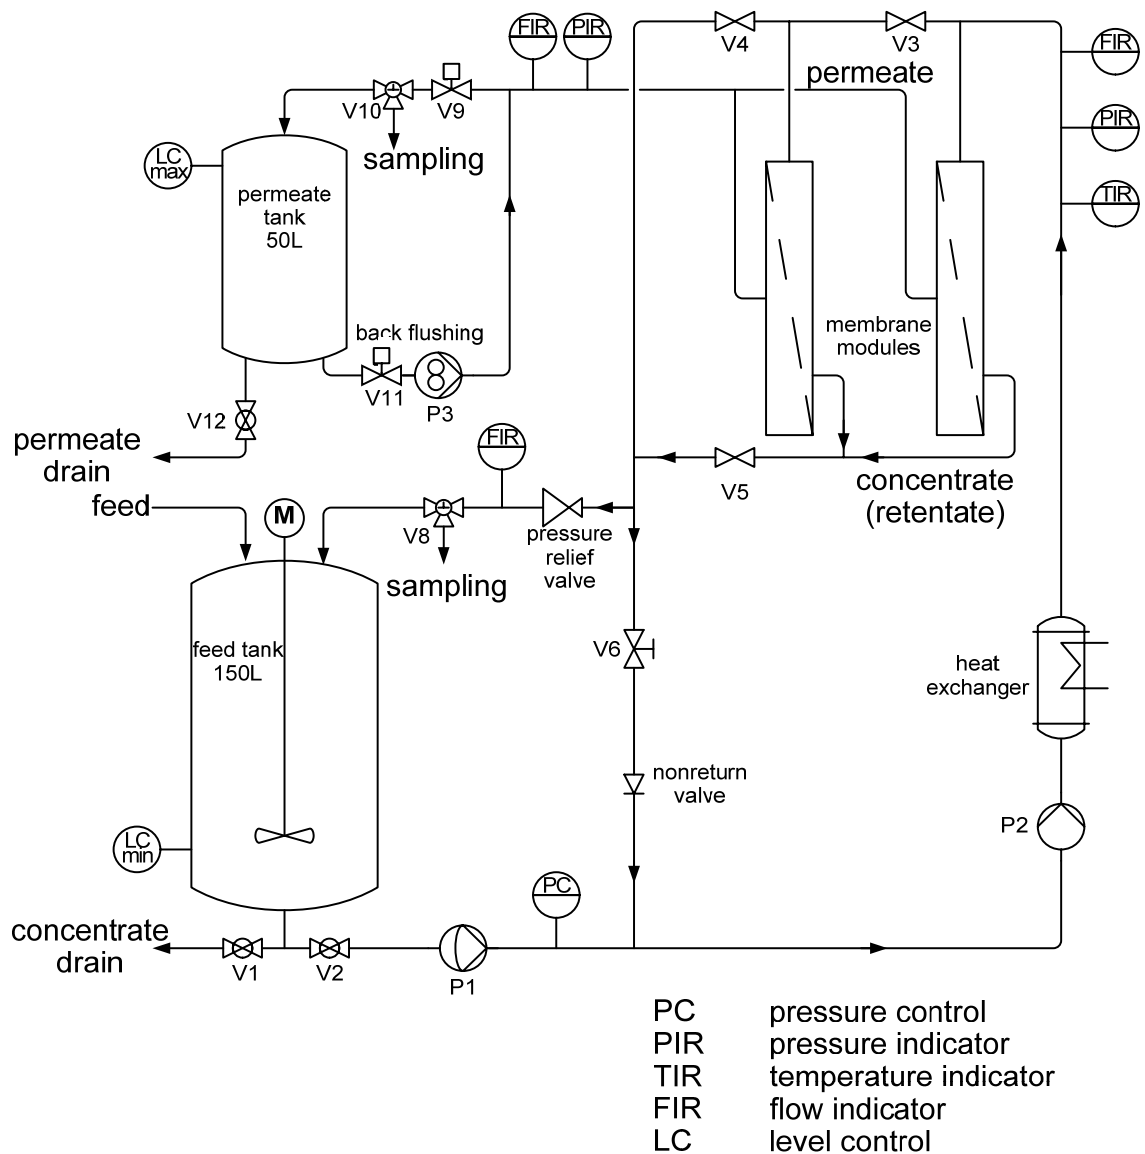 FIR
PIR
V4
V3
FIR
permeate
V10
V9
PIR
sampling
LC
max
permeate
tank
50L
TIR
back flushing
membrane
modules
V11
P3
V12
permeate
drain
FIR
concentrate
(retentate)
V5
feed
M
V8
pressure
relief
valve
sampling
feed tank
150L
V6
heat
exchanger
nonreturn
valve
P2
LC
min
PC
concentrate
drain
V1
V2
P1
PC pressure control
PIR pressure indicator
TIR temperature indicator
FIR flow indicator
LC level control